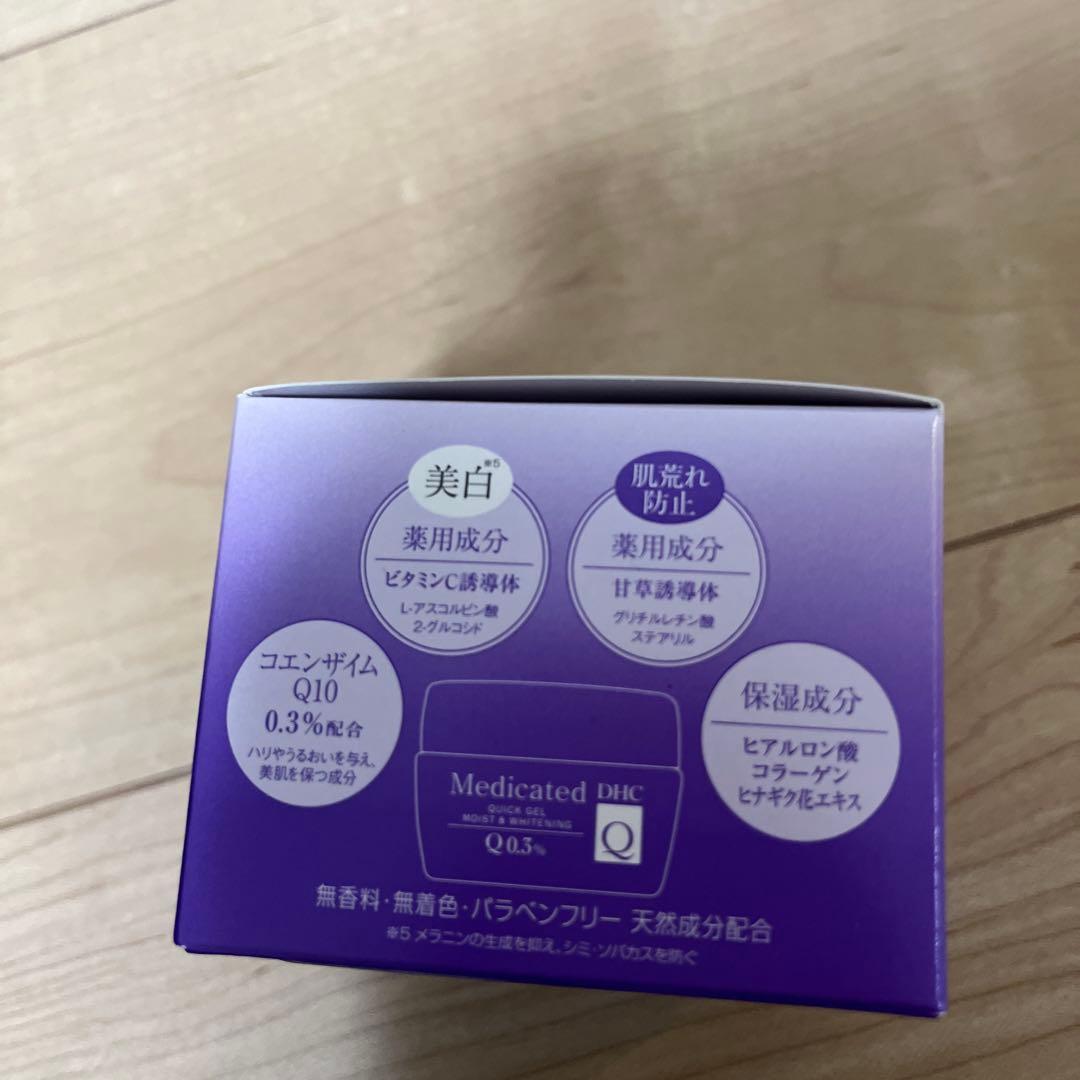 美白※5
薬用成分
ビタミンC誘導体
L-アスコルビン酸
2-グルコシド
肌荒れ
防止
薬用成分
甘草誘導体
グリチルレチン酸
ステアリル
コエンザイム
Q10
0.3%配合
ハリやうるおいを与え、
美肌を保つ成分
保湿成分
ヒアルロン酸
コラーゲン
ヒナギク花エキス
Medicated DHC
QUICK GEL
MOIST & WHITENING
Q0.3%
Q
無香料・無着色・パラベンフリー 天然成分配合
※5 メラニンの生成を抑え、シミ・ソバカスを防ぐ